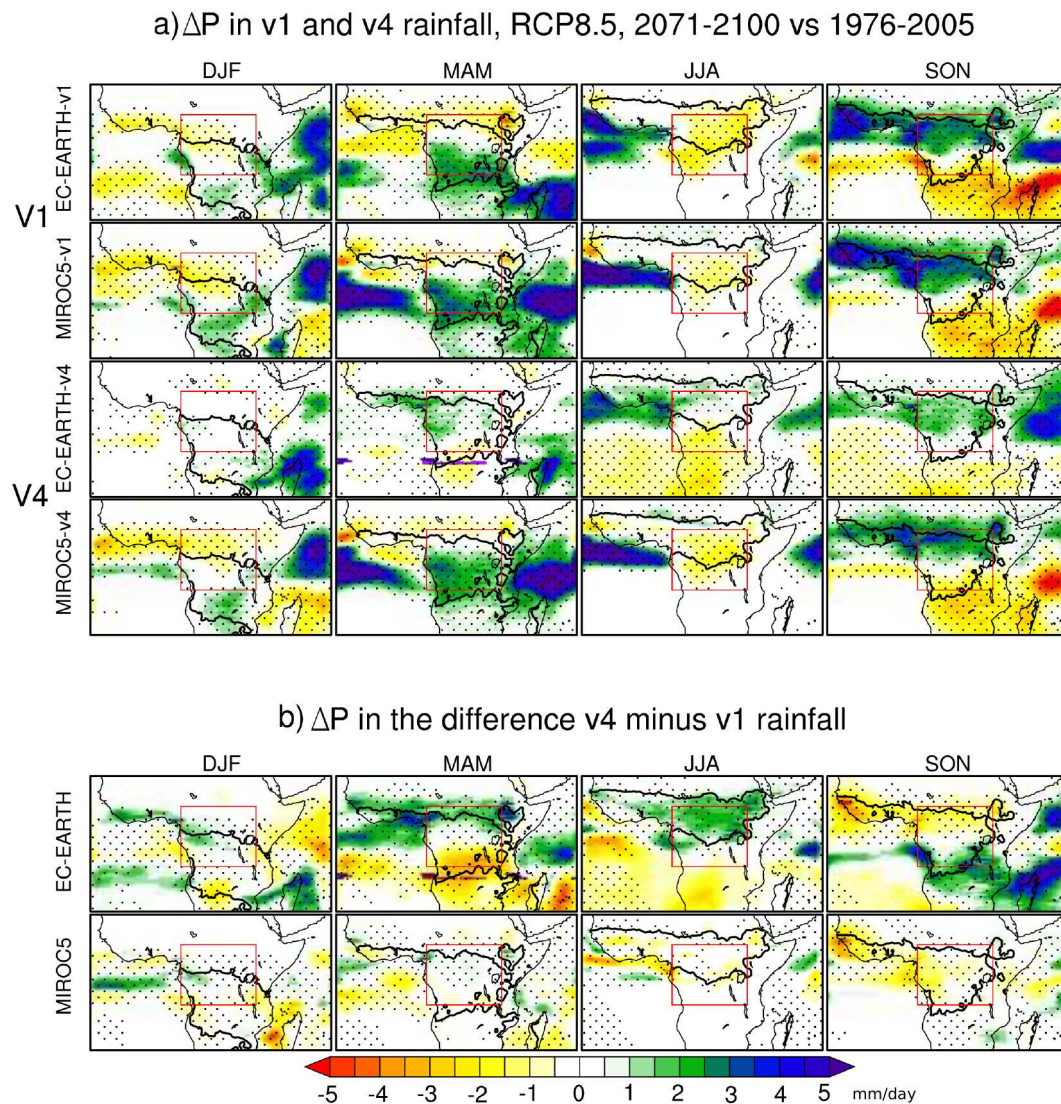 a) ΔP in v1 and v4 rainfall, RCP8.5, 2071-2100 vs 1976-2005
DJF MAM JJA SON
V1
EC-EARTH-v1
MIROC5-v1
V4
EC-EARTH-v4
MIROC5-v4
b) ΔP in the difference v4 minus v1 rainfall
DJF MAM JJA SON
EC-EARTH
MIROC5
-5 -4 -3 -2 -1 0 1 2 3 4 5 mm/day